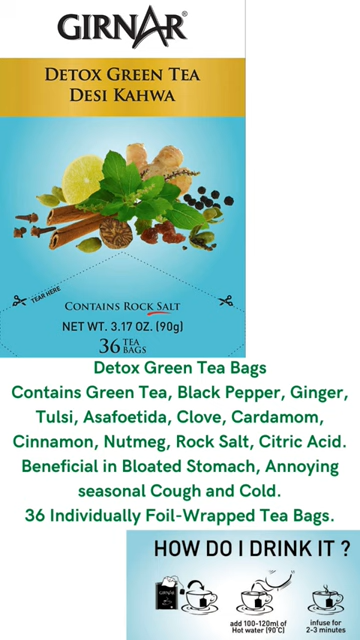 GIRNAR®
DETOX GREEN TEA
DESI KAHWA
TEAR HERE
CONTAINS ROCK SALT
NET WT. 3.17 OZ. (90g)
36 TEA BAGS
Detox Green Tea Bags
Contains Green Tea, Black Pepper, Ginger,
Tulsi, Asafoetida, Clove, Cardamom,
Cinnamon, Nutmeg, Rock Salt, Citric Acid.
Beneficial in Bloated Stomach, Annoying
seasonal Cough and Cold.
36 Individually Foil-Wrapped Tea Bags.
HOW DO I DRINK IT ?
add 100-120ml of
Hot water (90°C)
infuse for
2-3 minutes